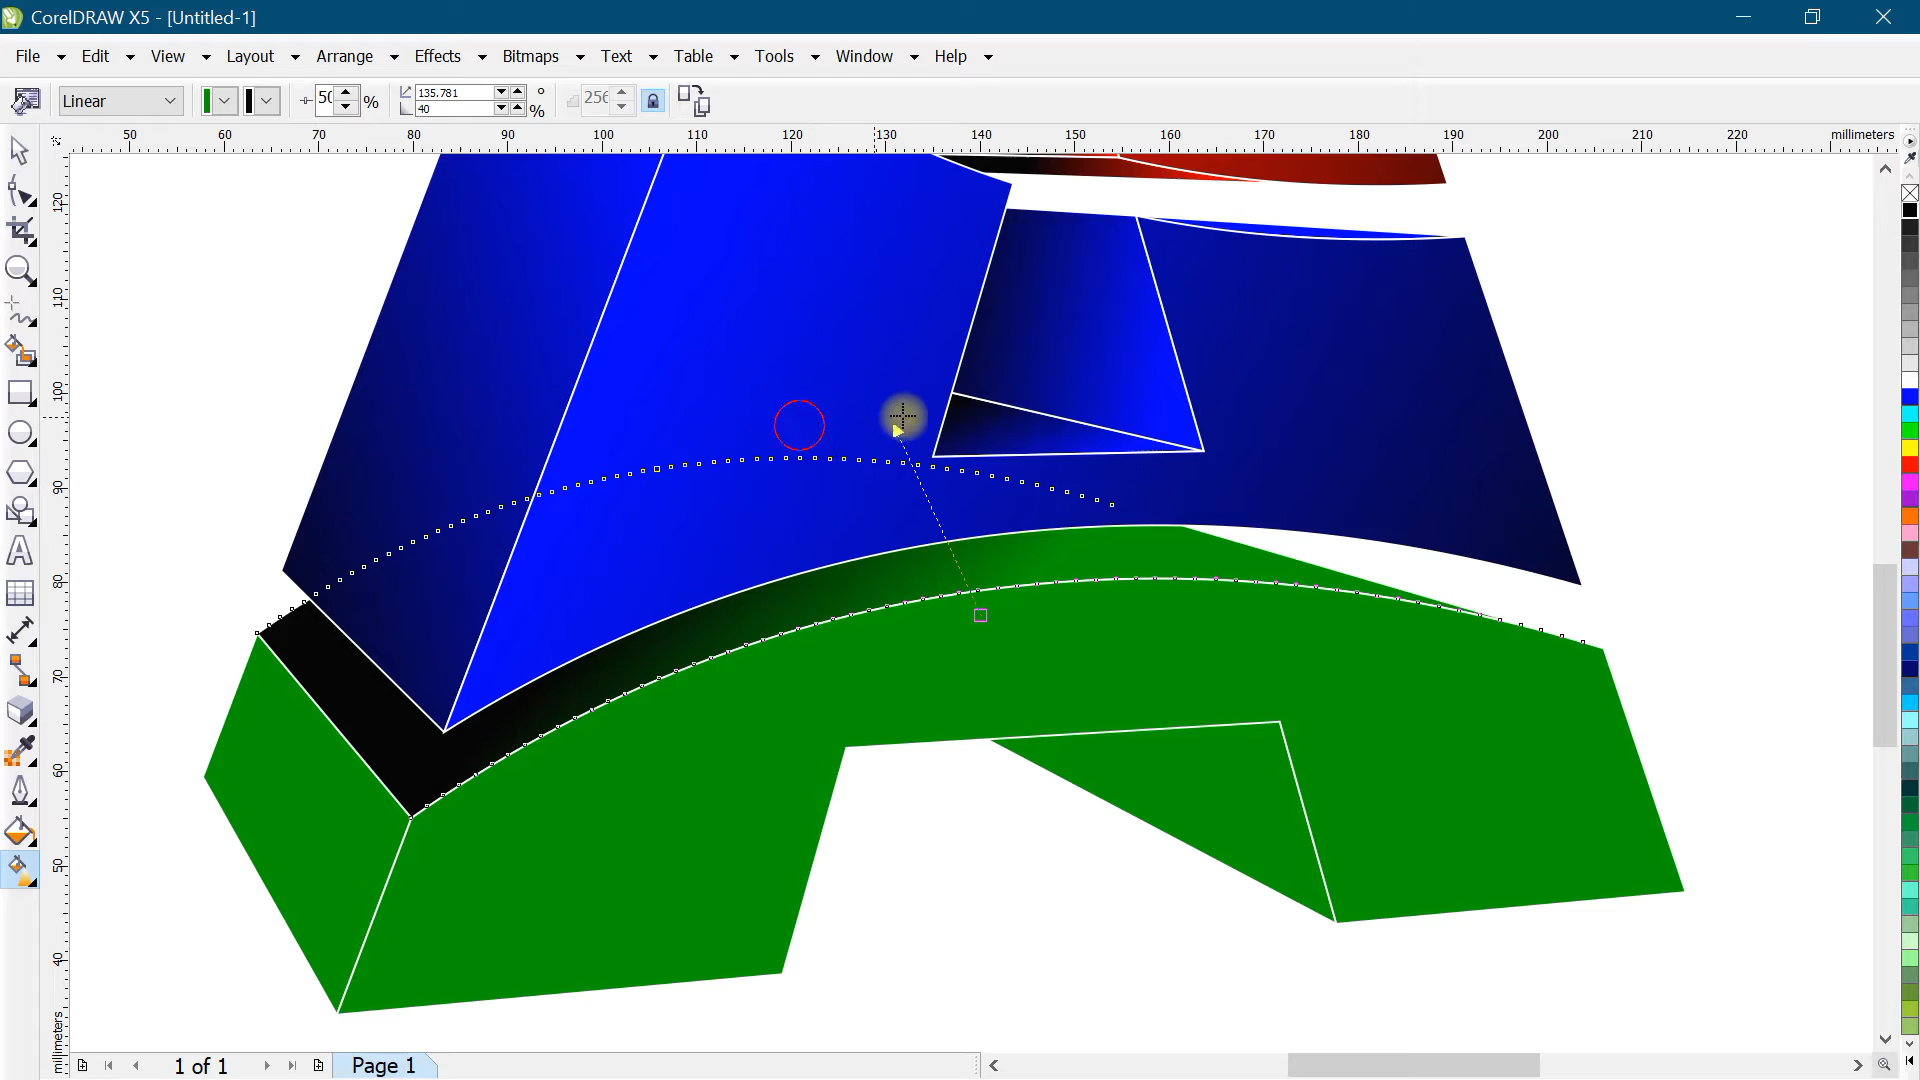 CorelDRAW X5 - [Untitled-1]
File Edit View Layout Arrange Effects Bitmaps Text Table Tools Window Help
Linear 50 % 135.781 ° 40 % 256
50 60 70 80 90 100 110 120 130 140 150 160 170 180 190 200 210 220 millimeters
120
110
100
90
80
70
60
50
40
millimeters
1 of 1 Page 1